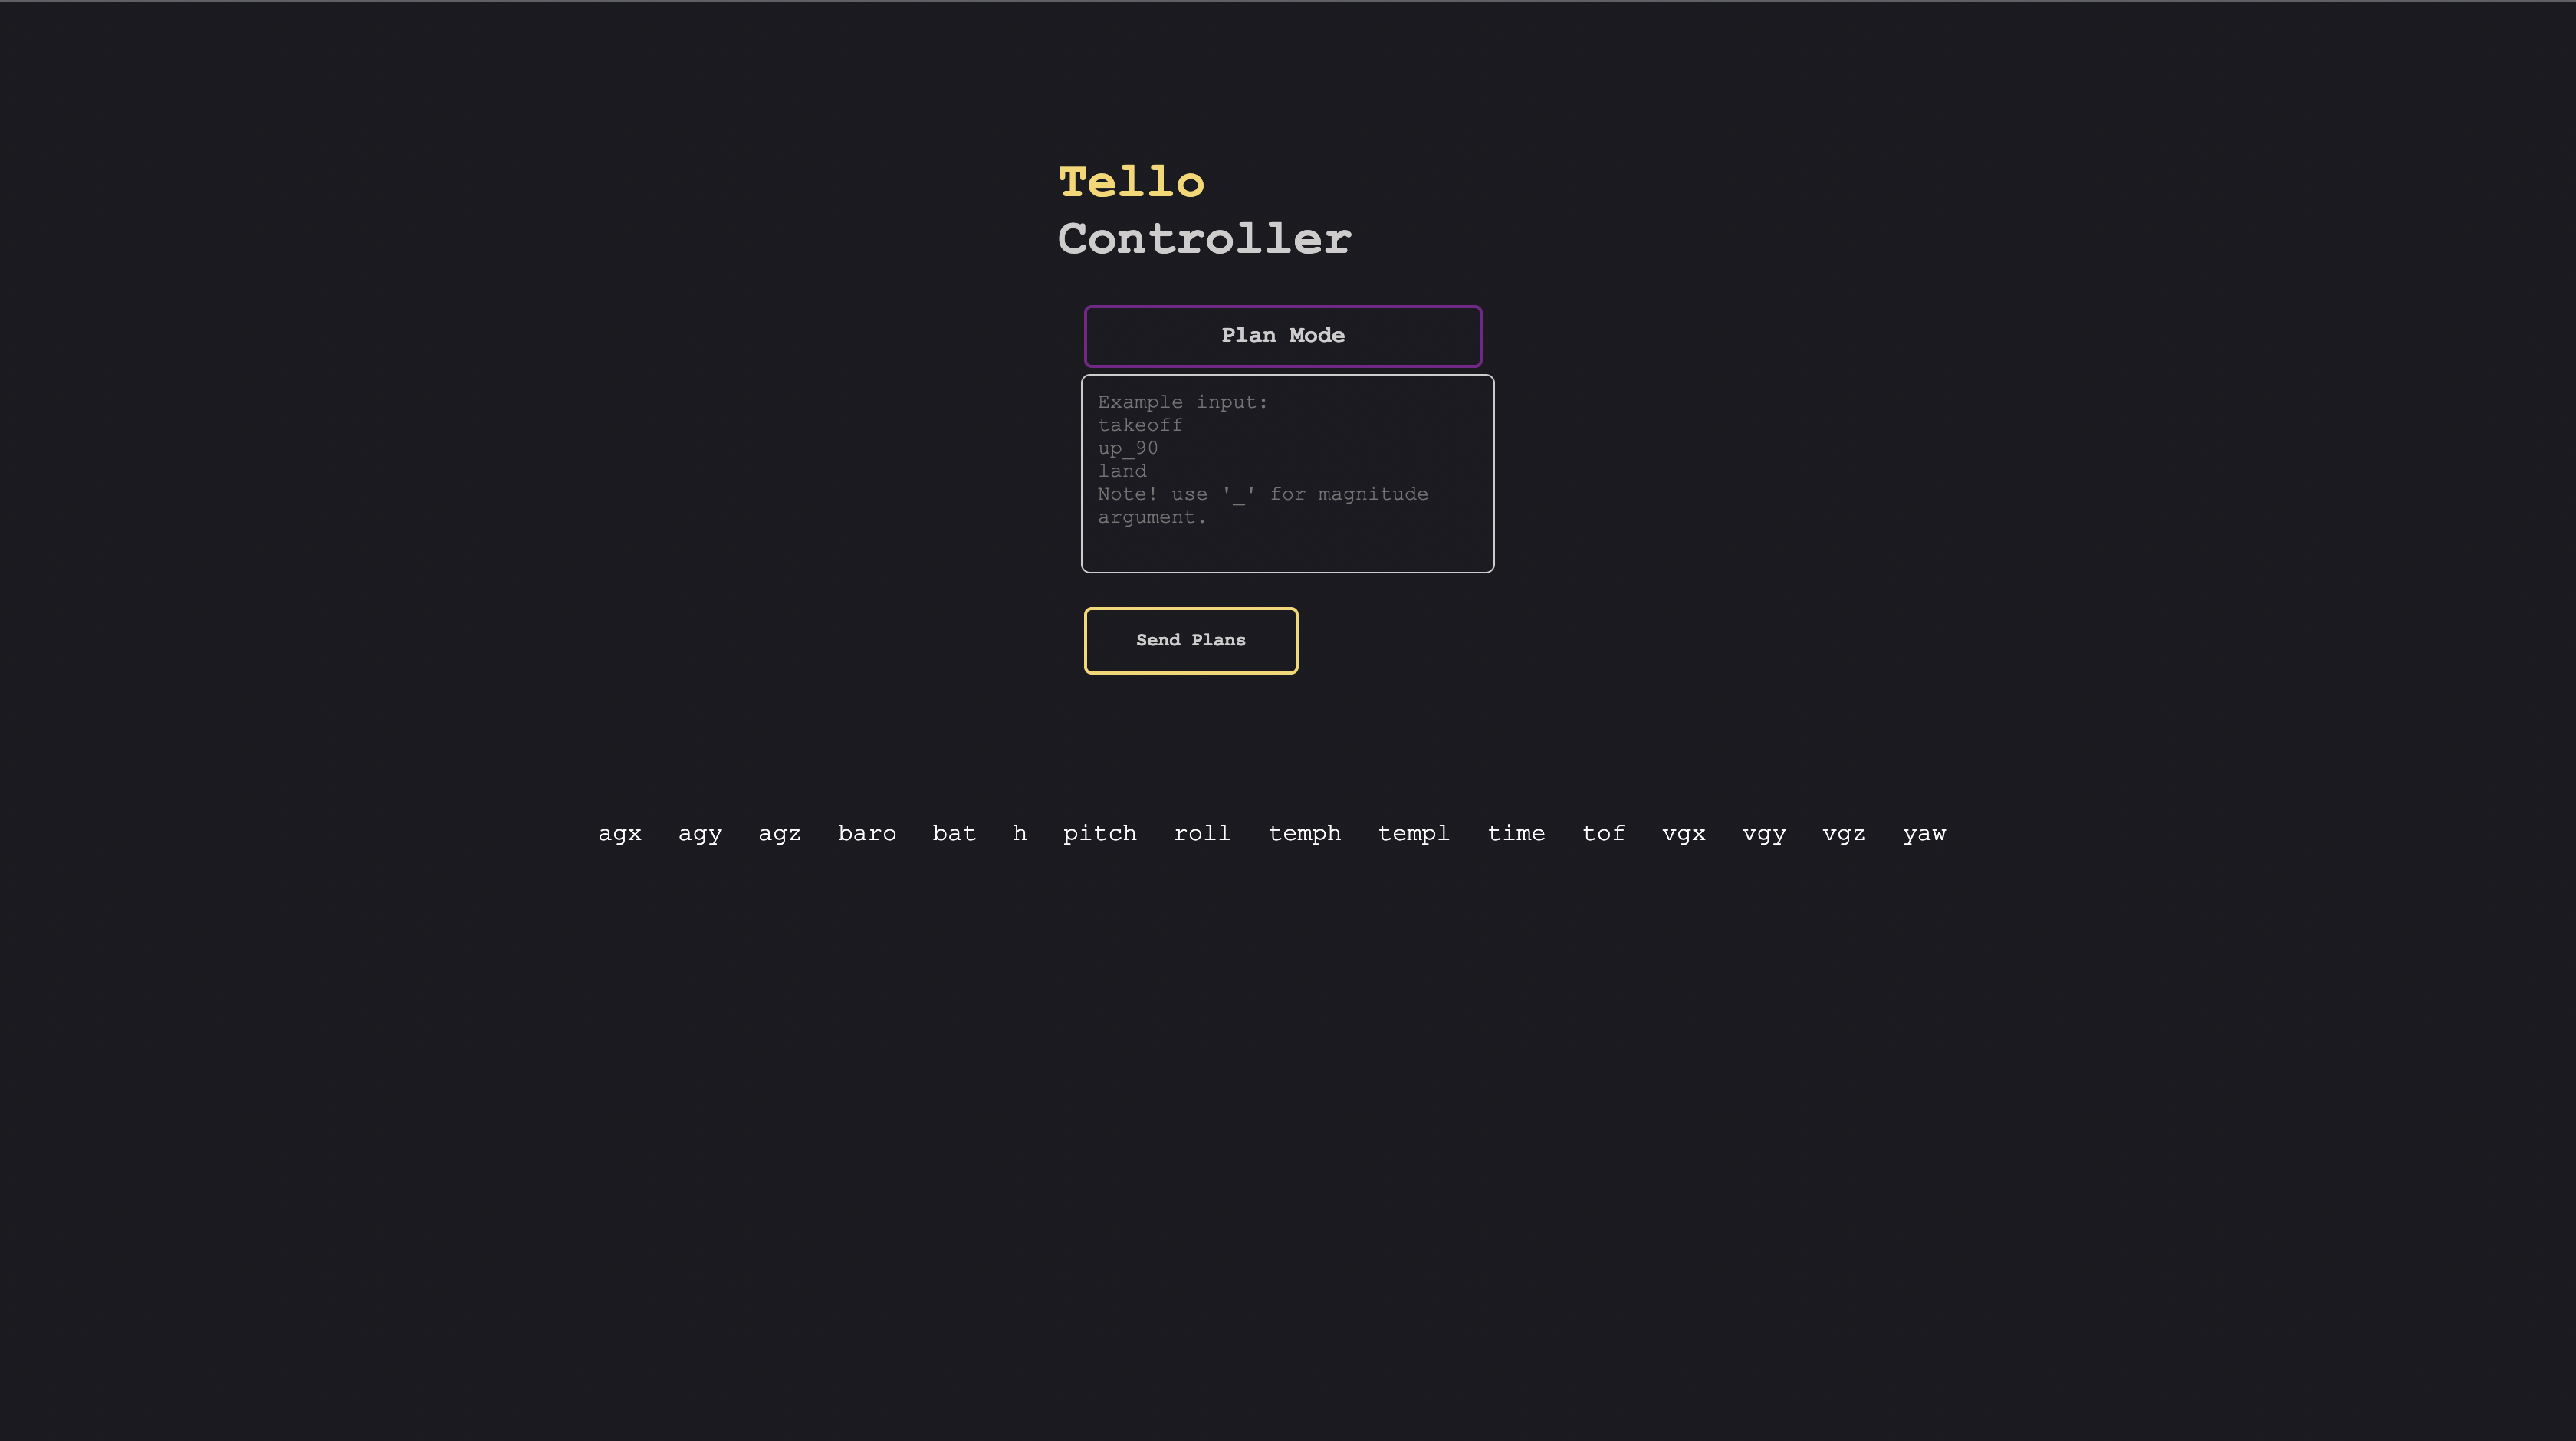 Tello
Controller
Plan Mode
Example input:
takeoff
up_90
land
Note! use '_' for magnitude
argument.
Send Plans
agx agy agz baro bat h pitch roll temph templ time tof vgx vgy vgz yaw